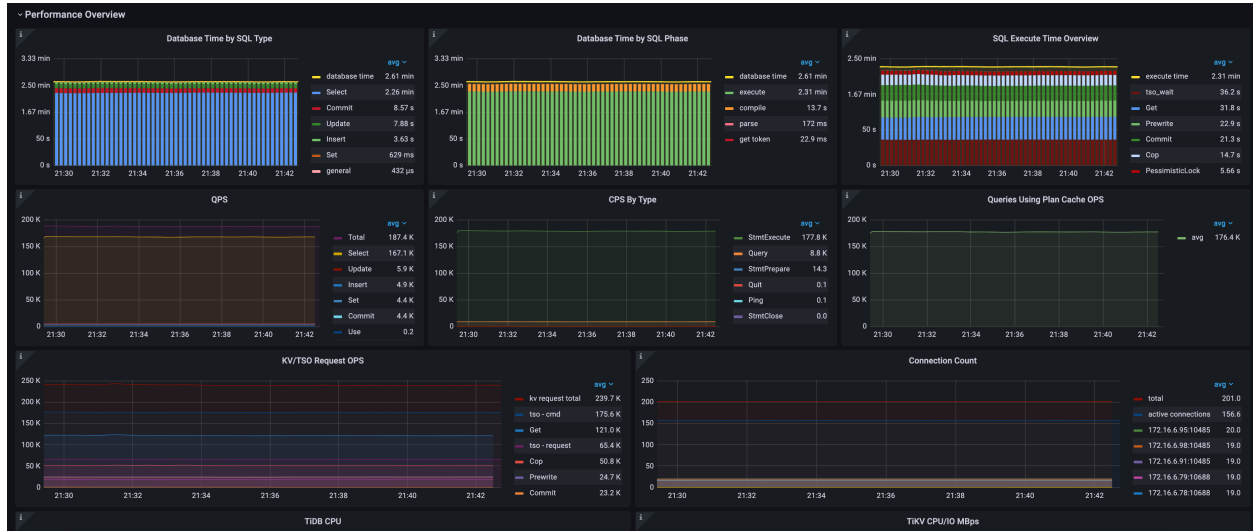 Performance Overview
Database Time by SQL Type
3.33 min
2.50 min
1.67 min
50 s
0 s
21:30 21:32 21:34 21:36 21:38 21:40 21:42
avg
database time 2.61 min
Select 2.26 min
Commit 8.57 s
Update 7.88 s
Insert 3.63 s
Set 629 ms
general 432 µs
Database Time by SQL Phase
3.33 min
2.50 min
1.67 min
50 s
0 s
21:30 21:32 21:34 21:36 21:38 21:40 21:42
avg
database time 2.61 min
execute 2.31 min
compile 13.7 s
parse 172 ms
get token 22.9 ms
SQL Execute Time Overview
2.50 min
1.67 min
50 s
0 s
21:30 21:32 21:34 21:36 21:38 21:40 21:42
avg
execute time 2.31 min
tso_wait 36.2 s
Get 31.8 s
Prewrite 22.9 s
Commit 21.3 s
Cop 14.7 s
PessimisticLock 5.66 s
QPS
200 K
150 K
100 K
50 K
0
21:30 21:32 21:34 21:36 21:38 21:40 21:42
avg
Total 187.4 K
Select 167.1 K
Update 5.9 K
Insert 4.9 K
Set 4.4 K
Commit 4.4 K
Use 0.2
CPS By Type
200 K
150 K
100 K
50 K
0
21:30 21:32 21:34 21:36 21:38 21:40 21:42
avg
StmtExecute 177.8 K
Query 8.8 K
StmtPrepare 14.3
Quit 0.1
Ping 0.1
StmtClose 0.0
Queries Using Plan Cache OPS
200 K
150 K
100 K
50 K
0
21:30 21:32 21:34 21:36 21:38 21:40 21:42
avg
avg 176.4 K
KV/TSO Request OPS
250 K
200 K
150 K
100 K
50 K
0
21:30 21:32 21:34 21:36 21:38 21:40 21:42
avg
kv request total 239.7 K
tso - cmd 175.6 K
Get 121.0 K
tso - request 65.4 K
Cop 50.8 K
Prewrite 24.7 K
Commit 23.2 K
Connection Count
250
200
150
100
50
0
21:30 21:32 21:34 21:36 21:38 21:40 21:42
avg
total 201.0
active connections 156.6
172.16.6.95:10485 20.0
172.16.6.98:10485 19.0
172.16.6.91:10485 19.0
172.16.6.79:10688 19.0
172.16.6.78:10688 19.0
TiDB CPU
TiKV CPU/IO MBps